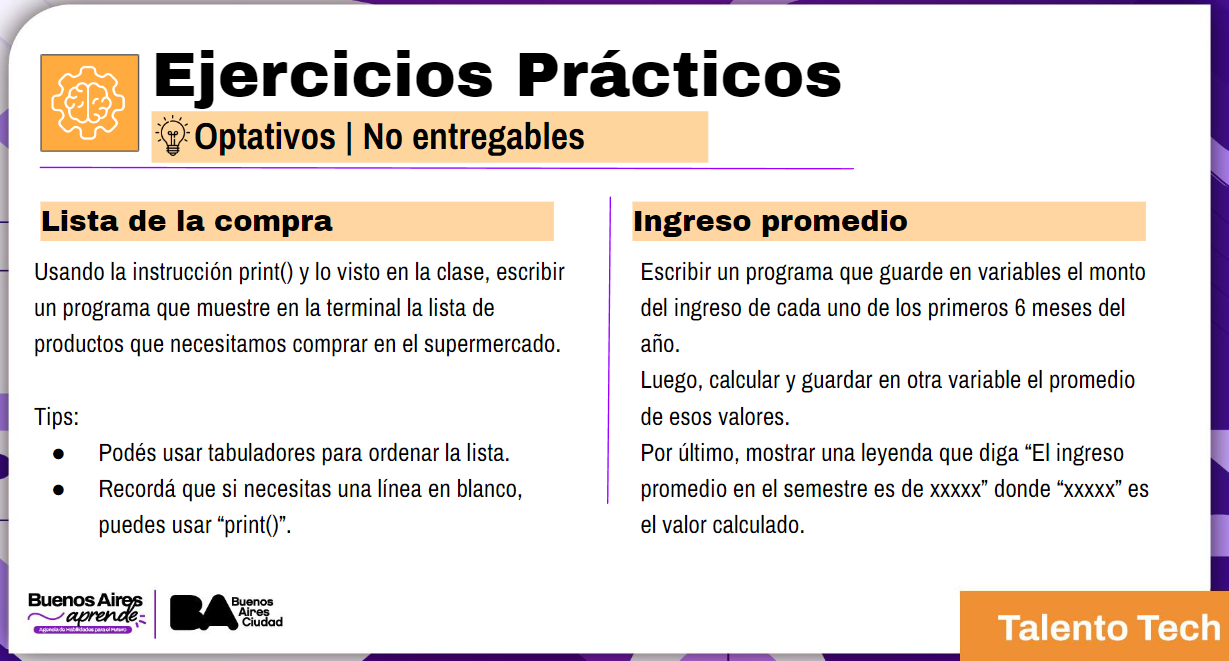 Ejercicios Prácticos
Optativos | No entregables
Lista de la compra
Usando la instrucción print() y lo visto en la clase, escribir
un programa que muestre en la terminal la lista de
productos que necesitamos comprar en el supermercado.
Tips:
● Podés usar tabuladores para ordenar la lista.
● Recordá que si necesitas una línea en blanco,
puedes usar “print()”.
Ingreso promedio
Escribir un programa que guarde en variables el monto
del ingreso de cada uno de los primeros 6 meses del
año.
Luego, calcular y guardar en otra variable el promedio
de esos valores.
Por último, mostrar una leyenda que diga “El ingreso
promedio en el semestre es de xxxxx” donde “xxxxx” es
el valor calculado.
Buenos Aires
aprende
Agencia de Habilidades para el Futuro
BA
Buenos
Aires
Ciudad
Talento Tech